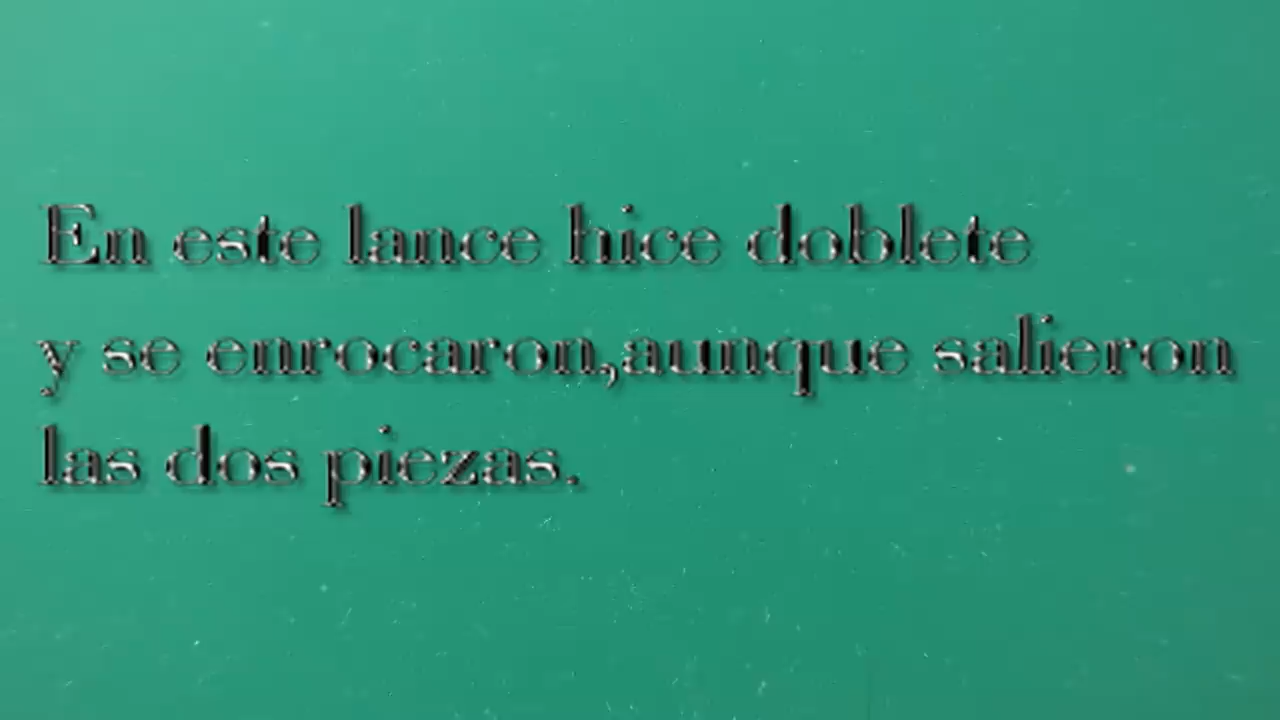 En este lance hice doblete
y se enrocaron,aunque salieron
las dos piezas.